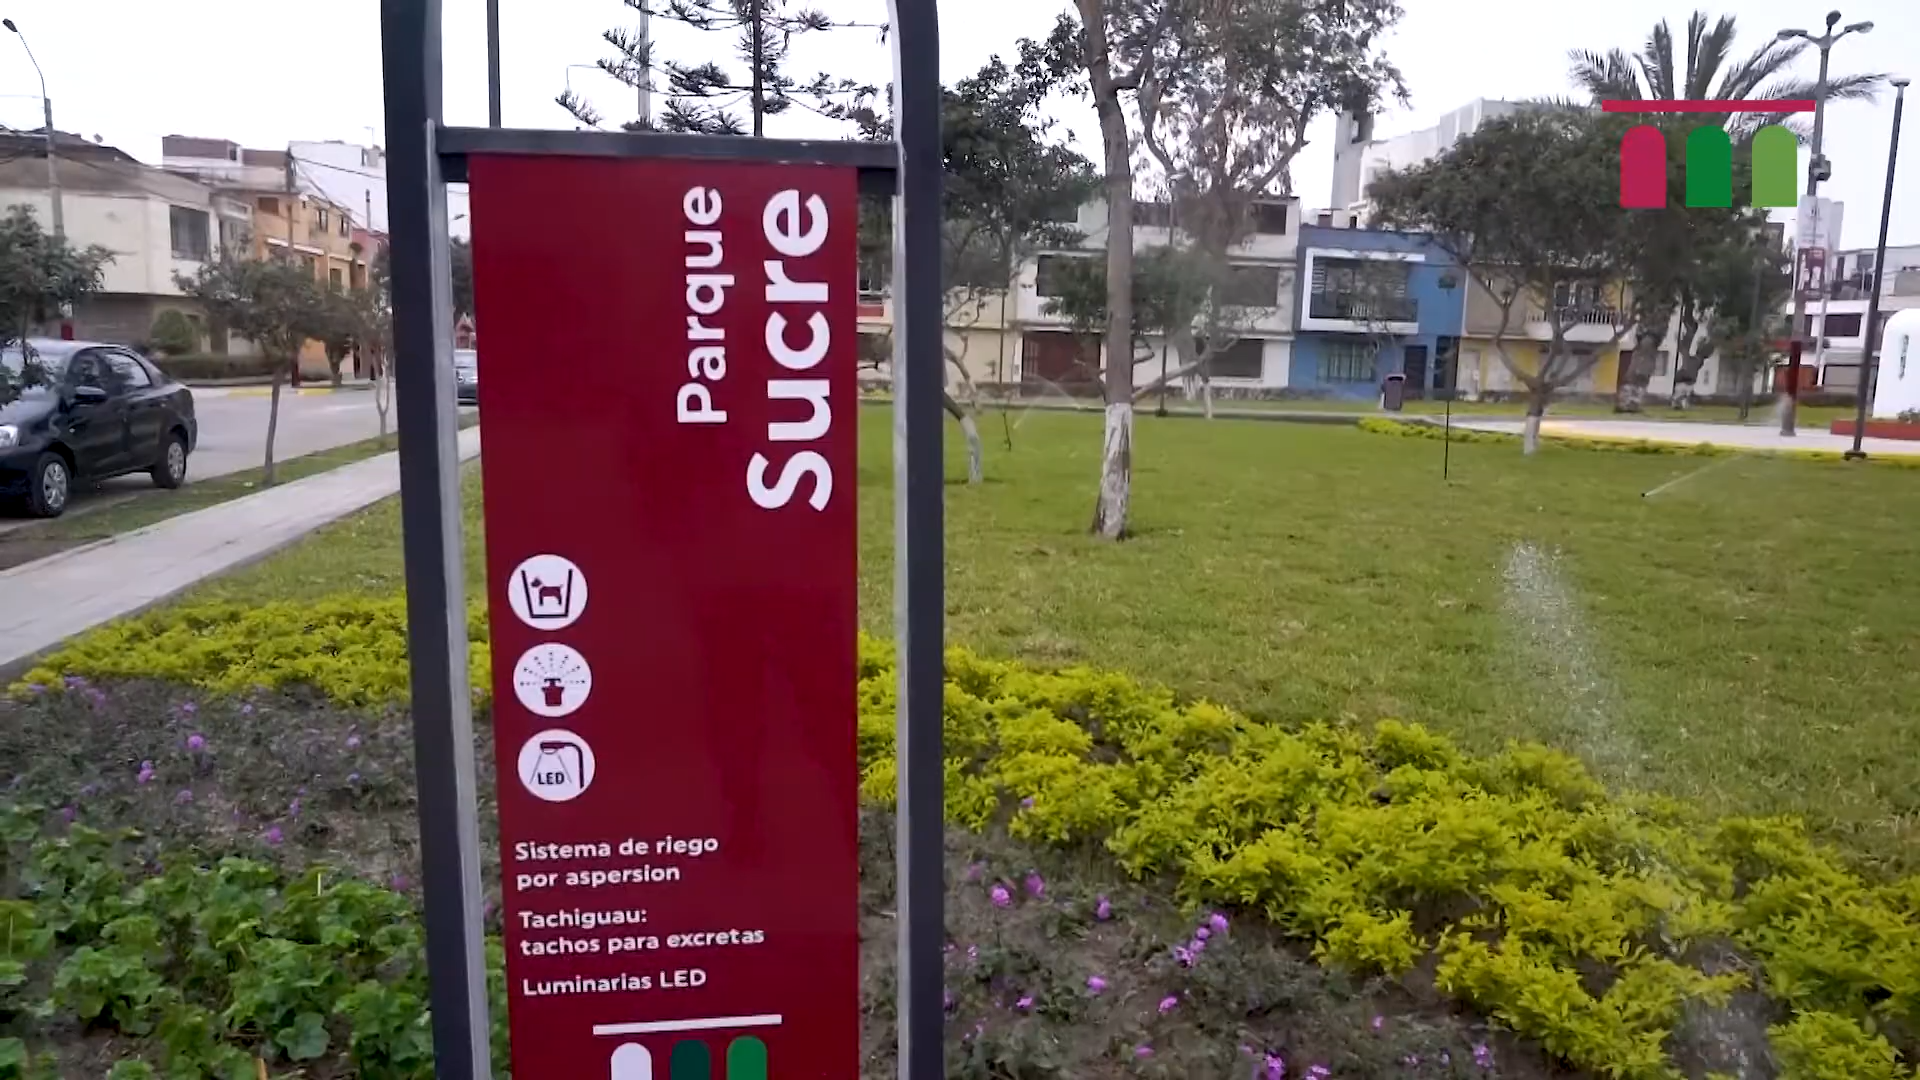 Parque
Sucre
LED
Sistema de riego
por aspersion
Tachiguau:
tachos para excretas
Luminarias LED